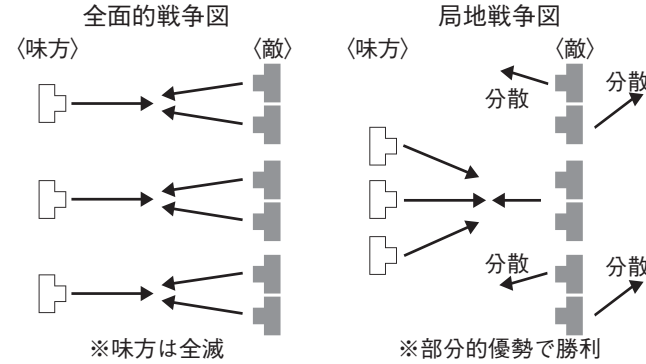 全面的戦争図
〈味方〉
〈敵〉
※味方は全滅
局地戦争図
〈味方〉
〈敵〉
分散
分散
分散
分散
※部分的優勢で勝利